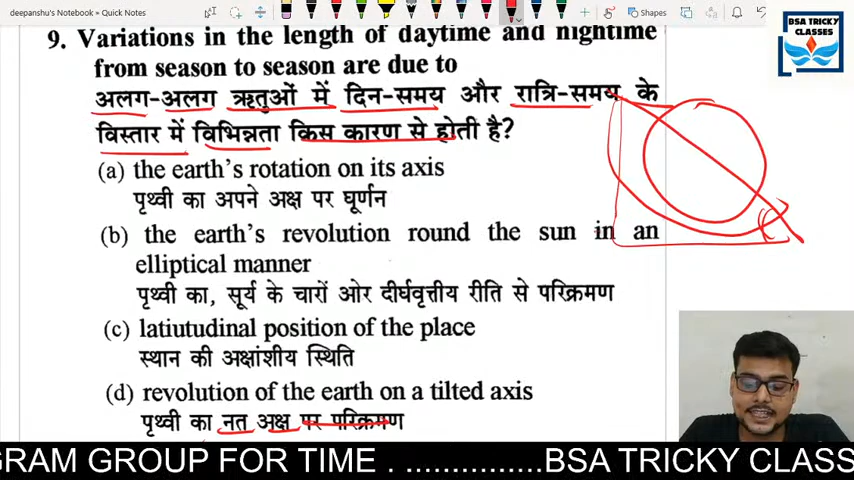 deepanshu's Notebook » Quick Notes
Shapes
BSA TRICKY
CLASSES
9. Variations in the length of daytime and nightime
from season to season are due to
अलग-अलग ऋतुओं में दिन-समय और रात्रि-समय के
विस्तार में विभिन्नता किस कारण से होती है?
(a) the earth's rotation on its axis
पृथ्वी का अपने अक्ष पर घूर्णन
(b) the earth's revolution round the sun in an
elliptical manner
पृथ्वी का, सूर्य के चारों ओर दीर्घवृत्तीय रीति से परिक्रमण
(c) latiutudinal position of the place
स्थान की अक्षांशीय स्थिति
(d) revolution of the earth on a tilted axis
पृथ्वी का नत अक्ष पर परिक्रमण
GRAM GROUP FOR TIME . ..............BSA TRICKY CLASS